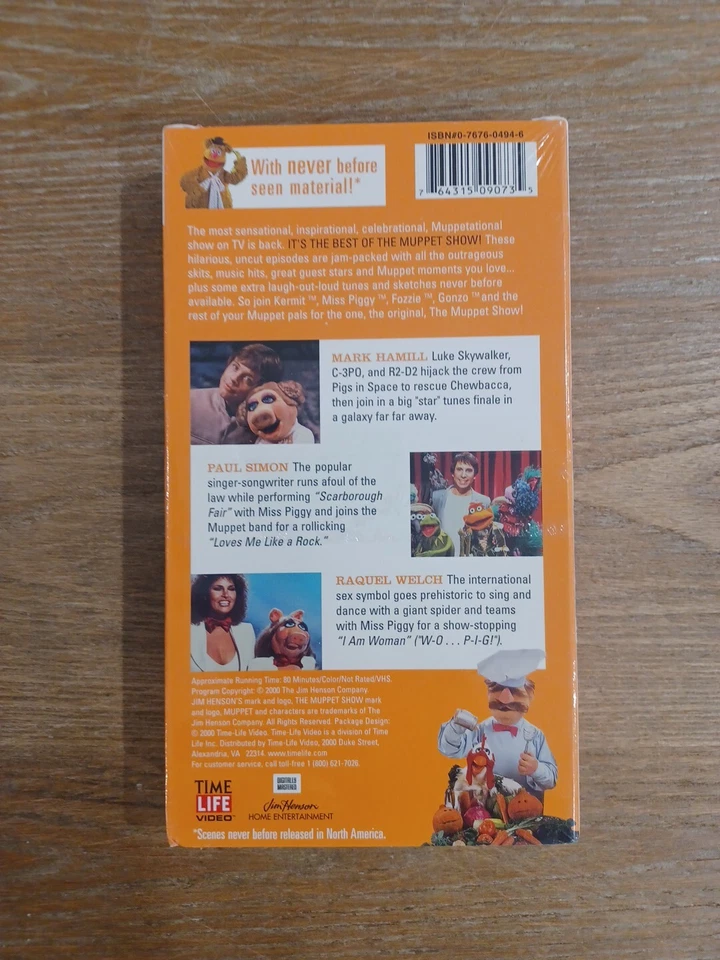 ISBN#0-7676-0494-6
With never before
seen material!*
7 64315 09073 5
The most sensational, inspirational, celebrational, Muppetational
show on TV is back. IT'S THE BEST OF THE MUPPET SHOW! These
hilarious, uncut episodes are jam-packed with all the outrageous
skits, music hits, great guest stars and Muppet moments you love...
plus some extra laugh-out-loud tunes and sketches never before
available. So join Kermit™, Miss Piggy™, Fozzie™, Gonzo™ and the
rest of your Muppet pals for the one, the original, The Muppet Show!
MARK HAMILL Luke Skywalker,
C-3PO, and R2-D2 hijack the crew from
Pigs in Space to rescue Chewbacca,
then join in a big "star" tunes finale in
a galaxy far far away.
PAUL SIMON The popular
singer-songwriter runs afoul of the
law while performing "Scarborough
Fair" with Miss Piggy and joins the
Muppet band for a rollicking
"Loves Me Like a Rock."
RAQUEL WELCH The international
sex symbol goes prehistoric to sing and
dance with a giant spider and teams
with Miss Piggy for a show-stopping
"I Am Woman" ("W-O . . . P-I-G!").
Approximate Running Time: 80 Minutes/Color/Not Rated/VHS.
Program Copyright: © 2000 The Jim Henson Company.
JIM HENSON'S mark and logo, THE MUPPET SHOW mark
and logo, MUPPET and characters are trademarks of The
Jim Henson Company. All Rights Reserved. Package Design:
© 2000 Time-Life Video. Time-Life Video is a division of Time
Life Inc. Distributed by Time-Life Video, 2000 Duke Street,
Alexandria, VA 22314. www.timelife.com
For customer service, call toll-free 1 (800) 621-7026.
TIME
LIFE
VIDEO™
DIGITALLY
MASTERED
Jim Henson
HOME ENTERTAINMENT
*Scenes never before released in North America.